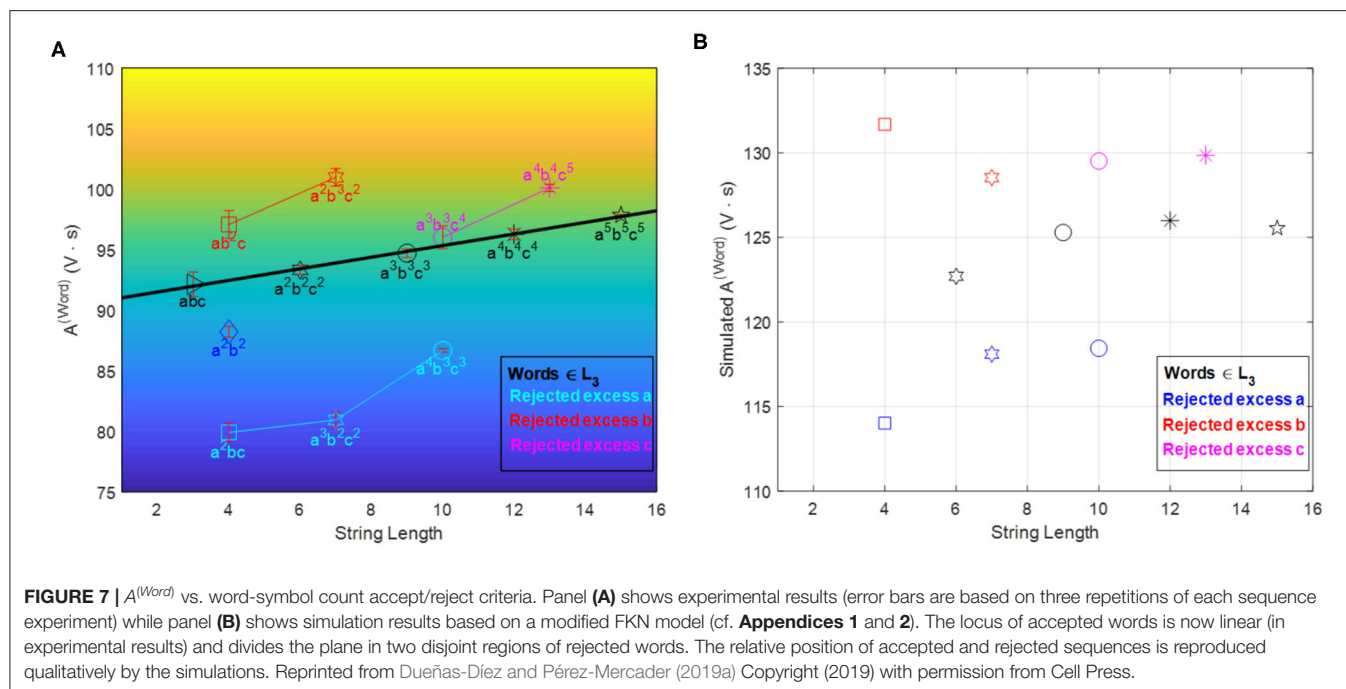 A
110
105
100
95
90
85
80
75
A(Word) (V · s)
2 4 6 8 10 12 14 16
String Length
a²b³c²
ab²c
a⁴b⁴c⁵
a³b³c⁴
a⁵b⁵c⁵
a⁴b⁴c⁴
a³b³c³
a²b²c²
abc
a²b²
a⁴b³c³
a²bc
a³b²c²
Words ∈ L₃
Rejected excess a
Rejected excess b
Rejected excess c
B
135
130
125
120
115
110
Simulated A(Word) (V · s)
2 4 6 8 10 12 14 16
String Length
Words ∈ L₃
Rejected excess a
Rejected excess b
Rejected excess c
FIGURE 7 | A(Word) vs. word-symbol count accept/reject criteria. Panel (A) shows experimental results (error bars are based on three repetitions of each sequence
experiment) while panel (B) shows simulation results based on a modified FKN model (cf. Appendices 1 and 2). The locus of accepted words is now linear (in
experimental results) and divides the plane in two disjoint regions of rejected words. The relative position of accepted and rejected sequences is reproduced
qualitatively by the simulations. Reprinted from Dueñas-Díez and Pérez-Mercader (2019a) Copyright (2019) with permission from Cell Press.